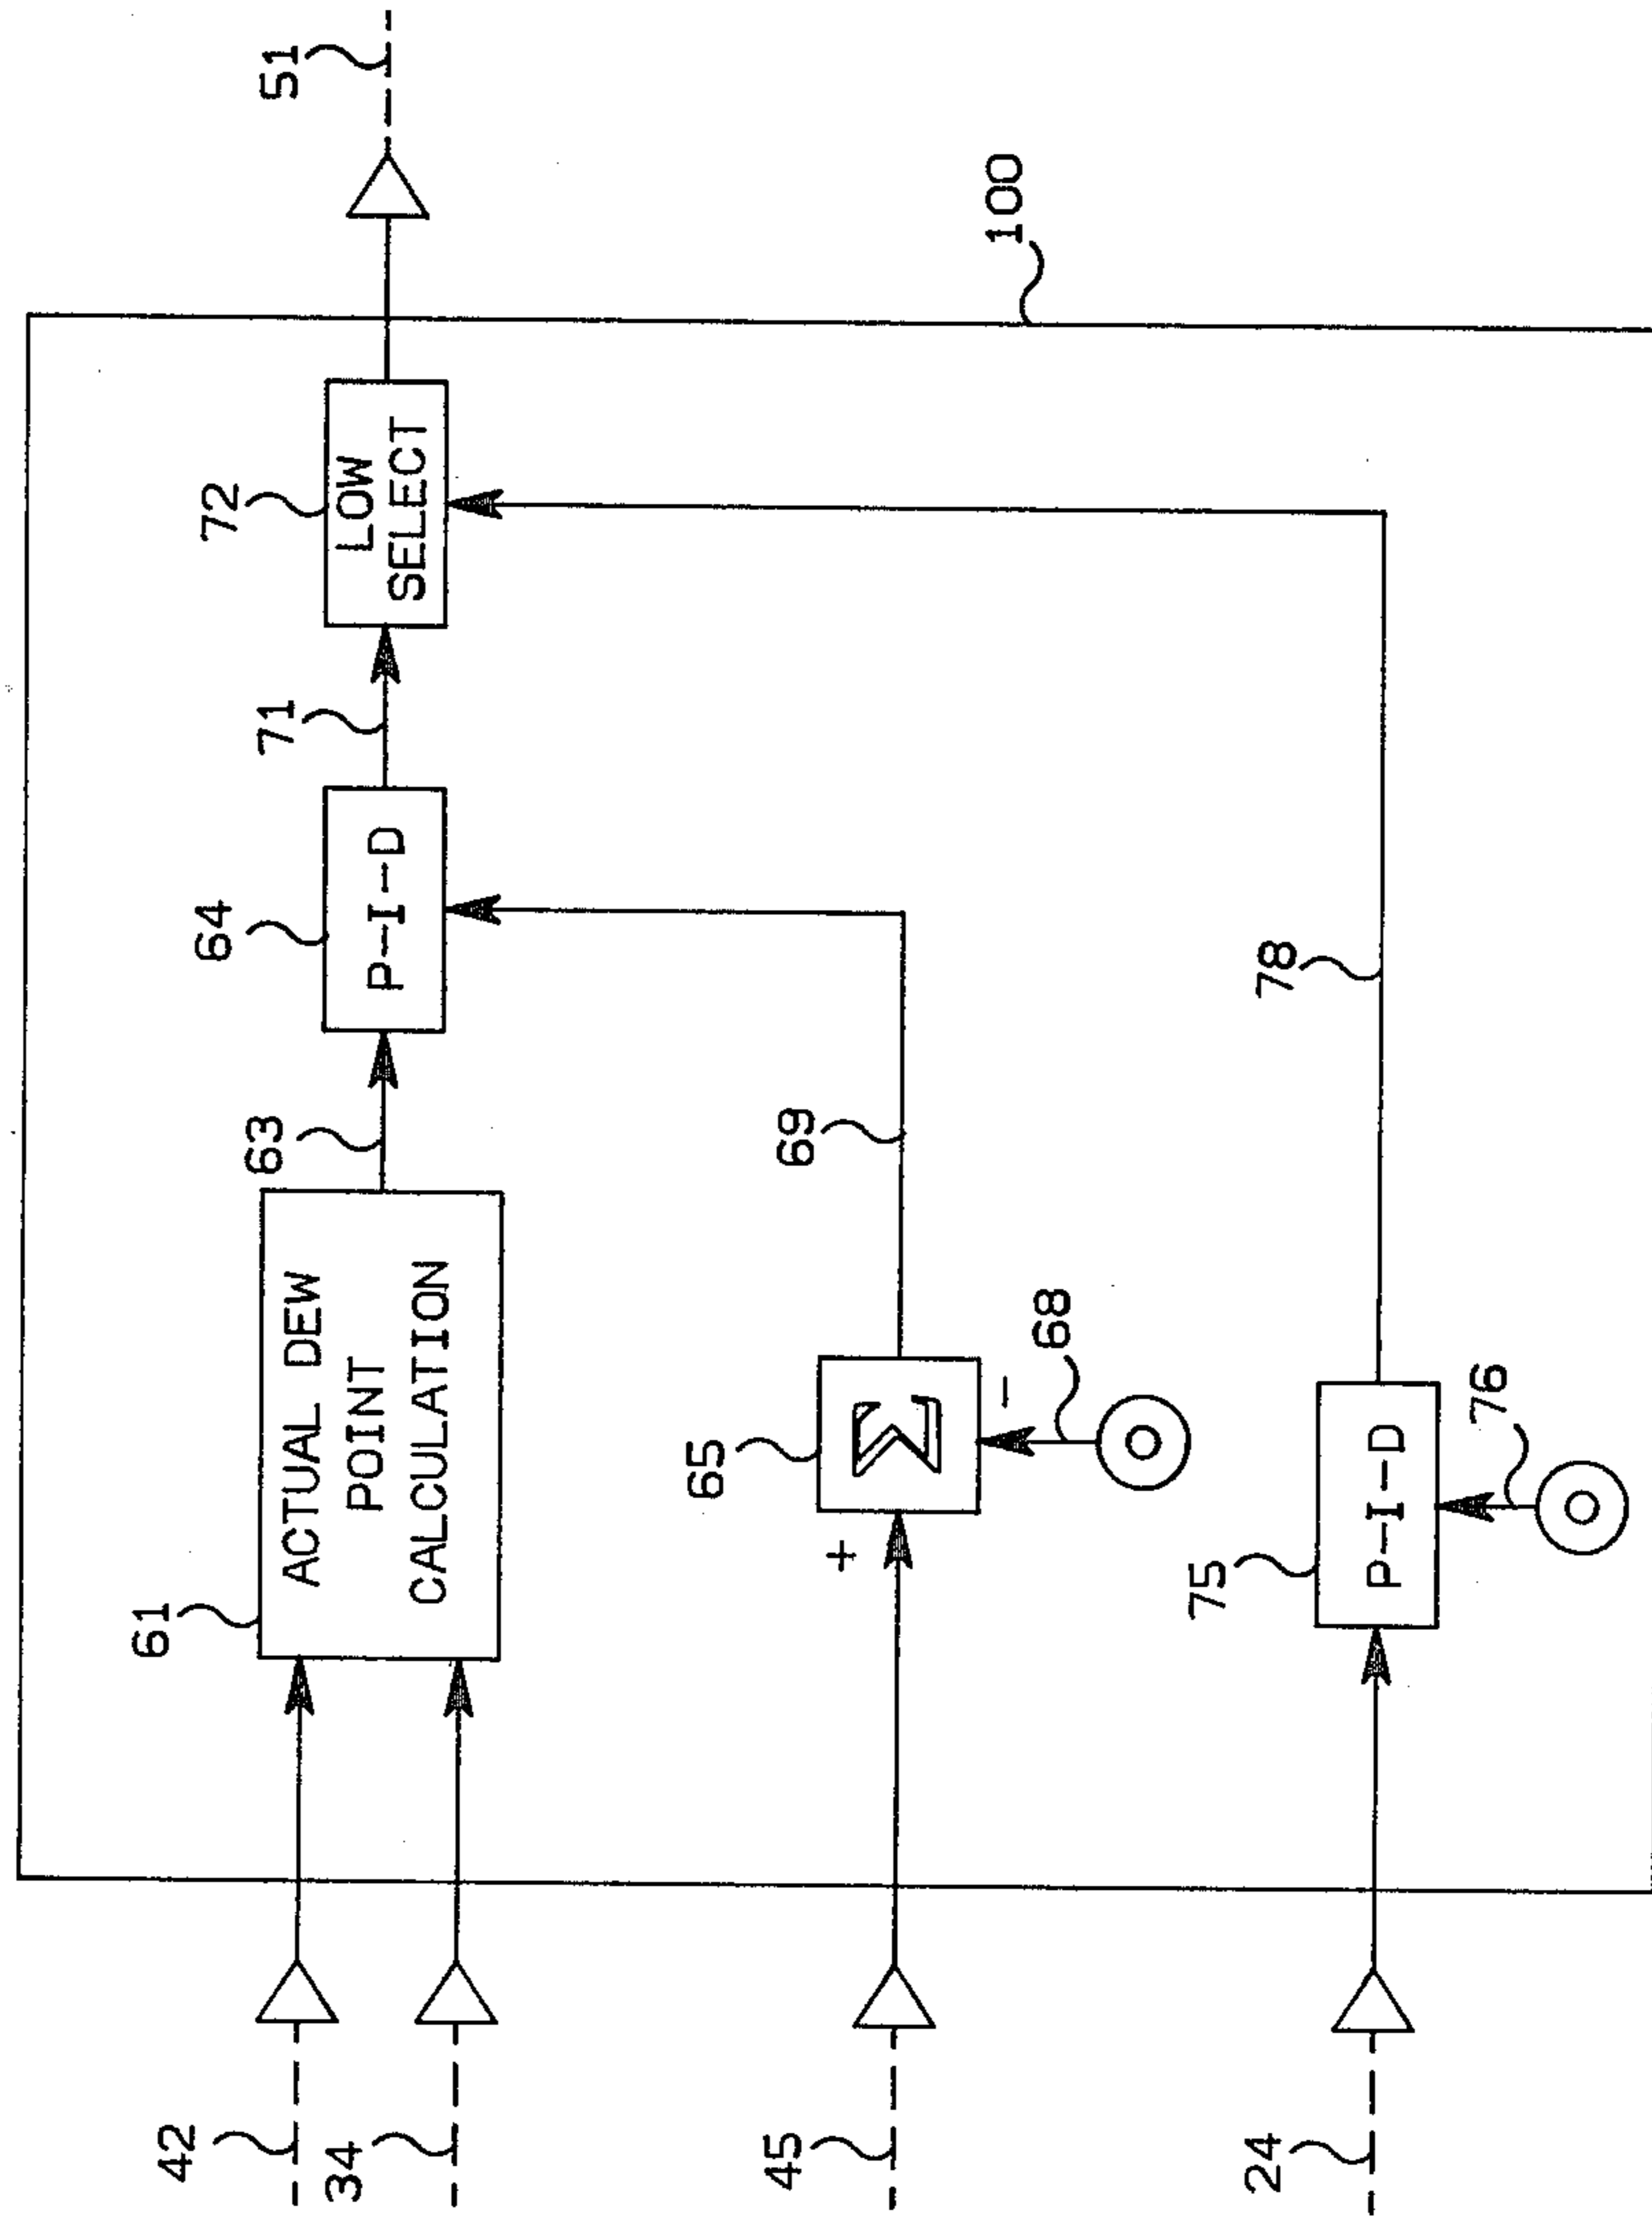 51
100
72
LOW
SELECT
71
64
P-I-D
63
69
78
61
ACTUAL DEW
POINT
CALCULATION
65
+
Σ
-
68
75
P-I-D
76
42
34
45
24